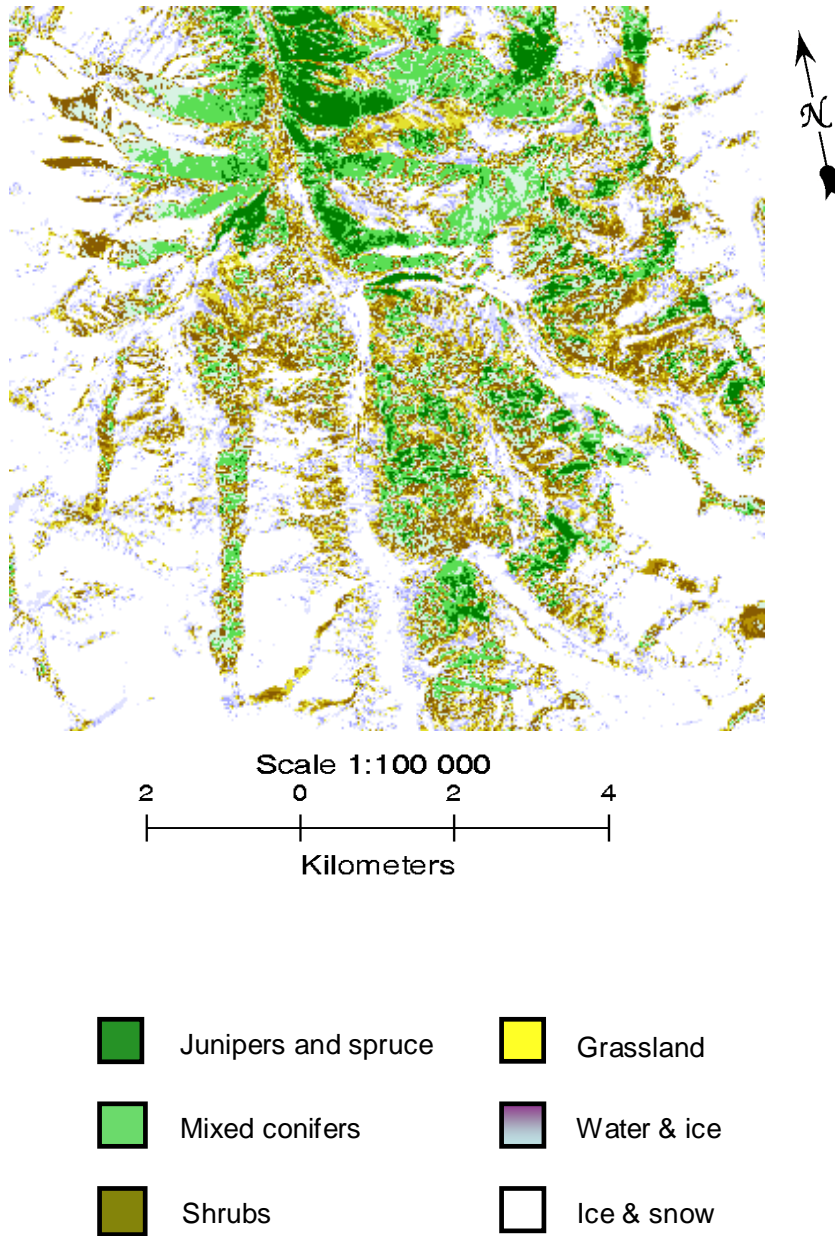 N
Scale 1:100 000
2 0 2 4
Kilometers
Junipers and spruce
Grassland
Mixed conifers
Water & ice
Shrubs
Ice & snow